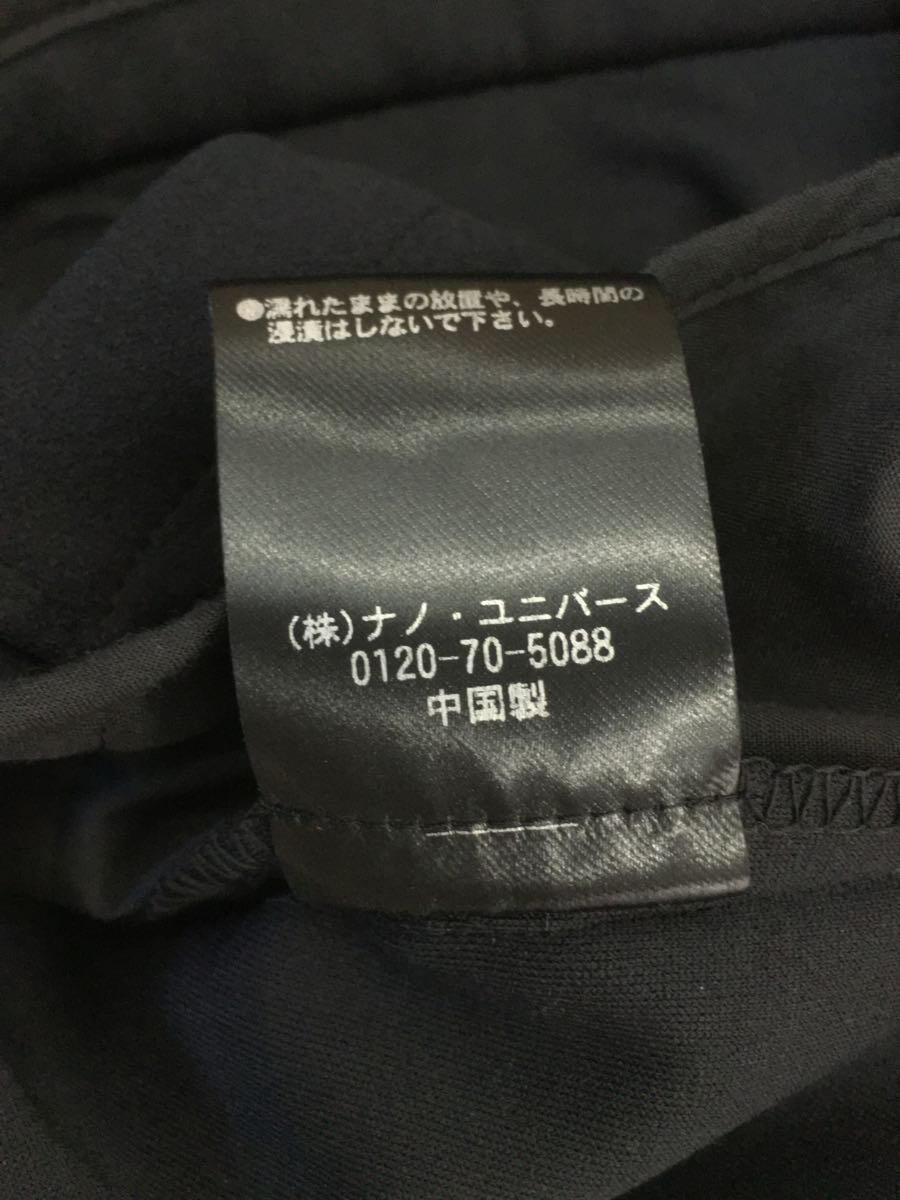 ●濡れたままの放置や、長時間の
浸漬はしないで下さい。
(株)ナノ・ユニバース
0120-70-5088
中国製